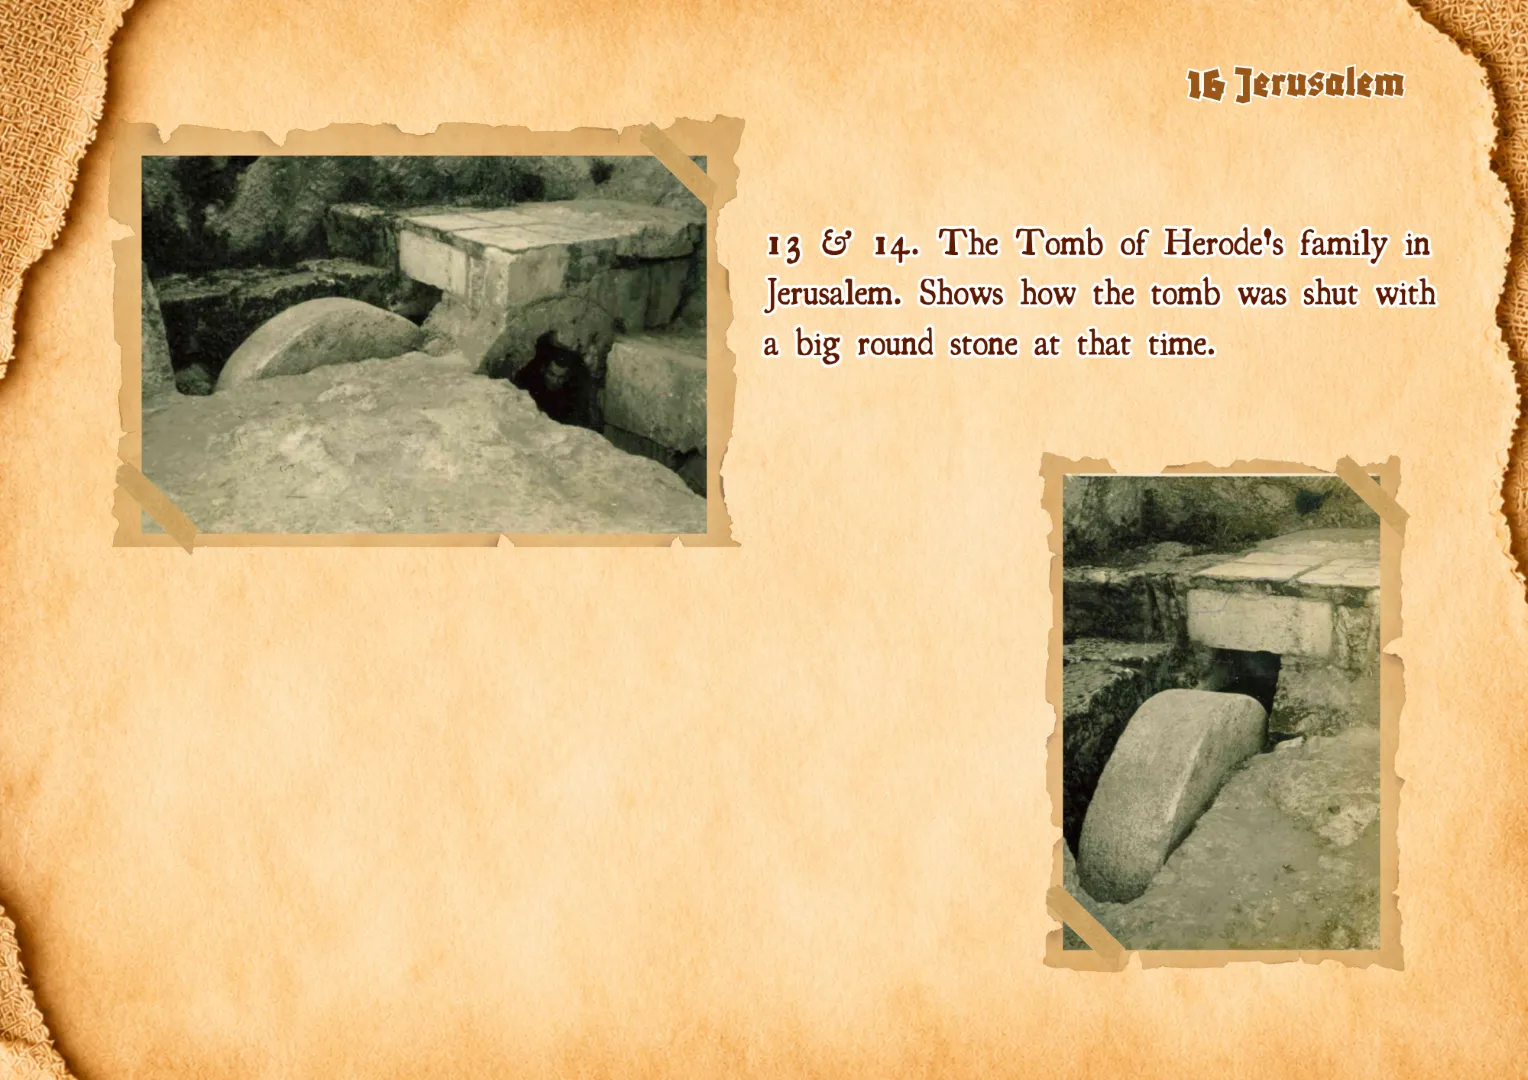 16 Jerusalem
13 & 14. The Tomb of Herode's family in
Jerusalem. Shows how the tomb was shut with
a big round stone at that time.